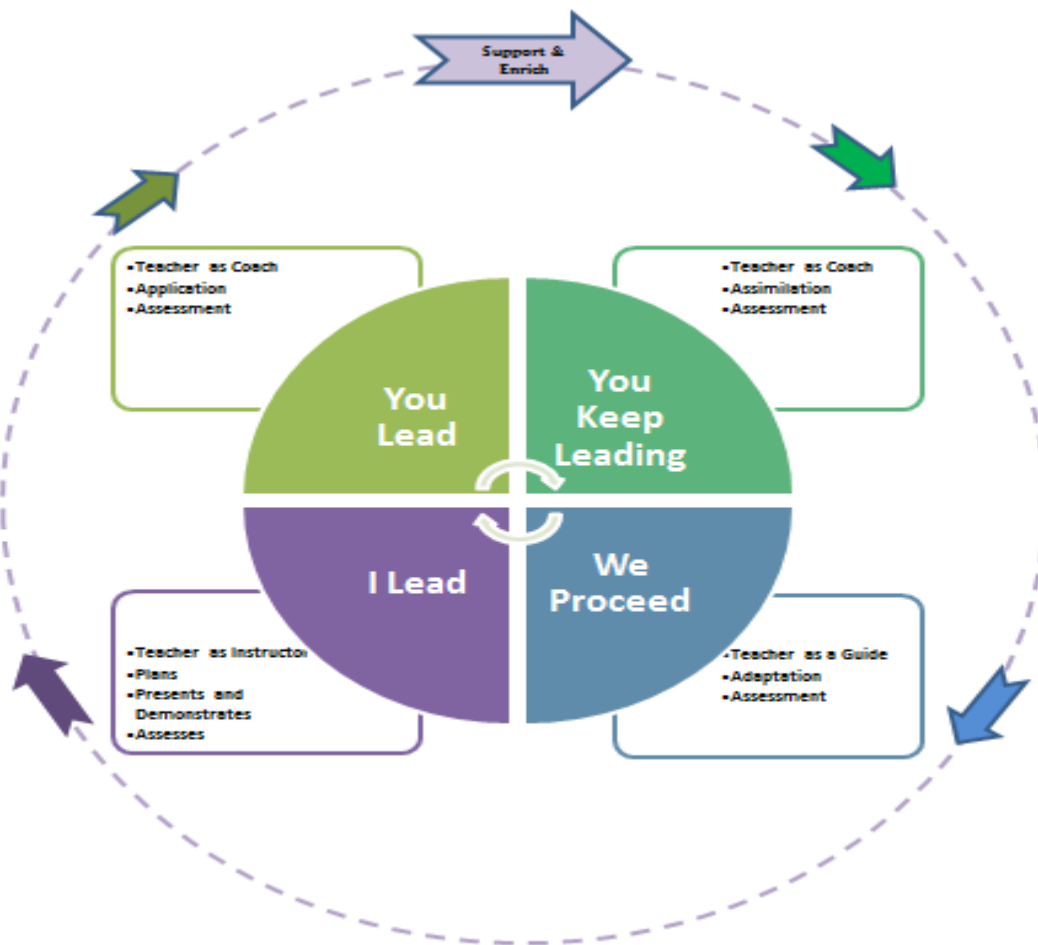 Support &
Enrich
▪Teacher as Coach
▪Application
▪Assessment
▪Teacher as Coach
▪Assimilation
▪Assessment
You
Lead
You
Keep
Leading
I Lead
We
Proceed
▪Teacher as Instructor
▪Plans
▪Presents and
Demonstrates
▪Assesses
▪Teacher as a Guide
▪Adaptation
▪Assessment